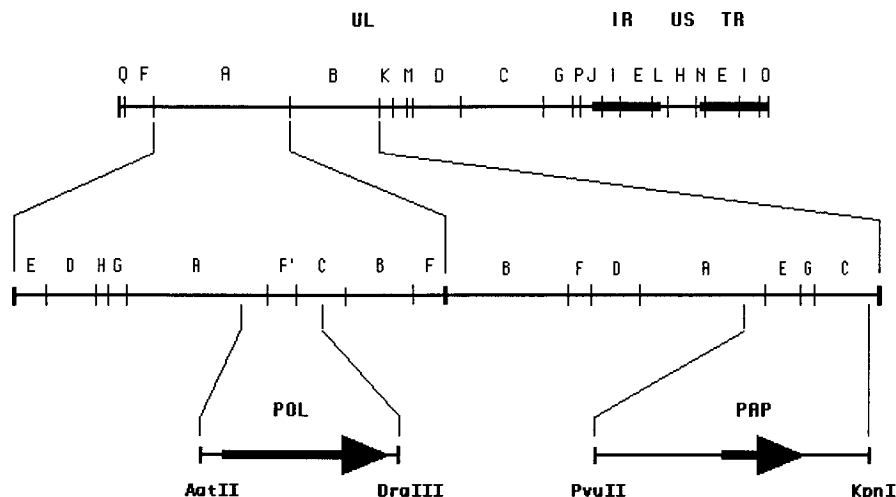 UL IR US TR
Q F A B K M D C G P J I E L H N E I O
E D H G A F' C B F B F D A E G C
POL PAP
AatII DraIII PvuII KpnI